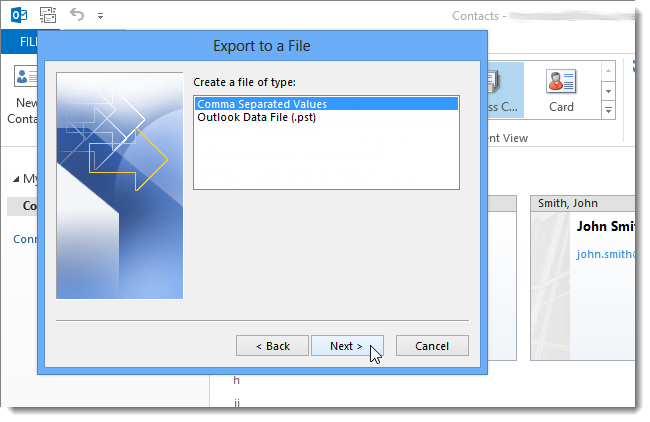 Contacts -
FIL
Export to a File
Create a file of type:
Comma Separated Values
Outlook Data File (.pst)
New
Conta
ss C...
Card
nt View
My
Co
Conn
Smith, John
John Smi
john.smith
< Back
Next >
Cancel
h
ij